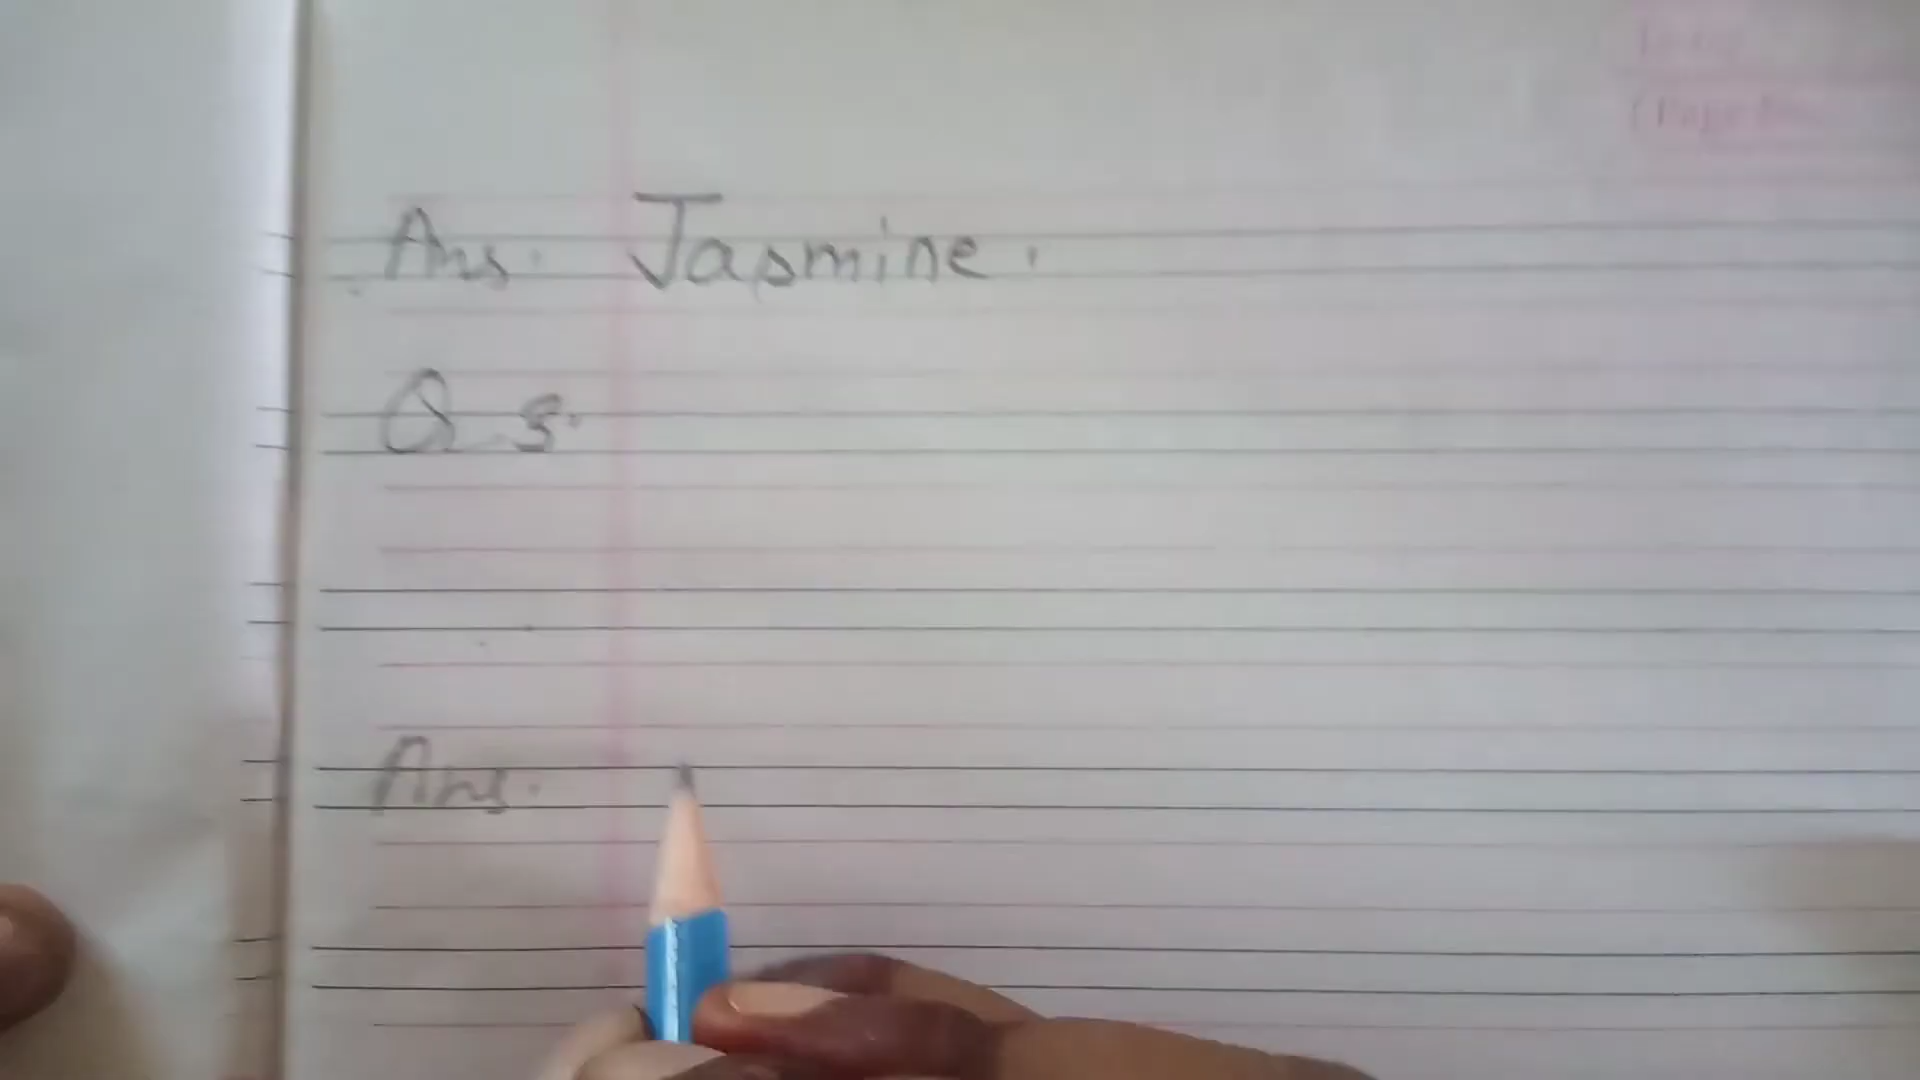 Ans. Jasmine.
Q 5.
Ans.